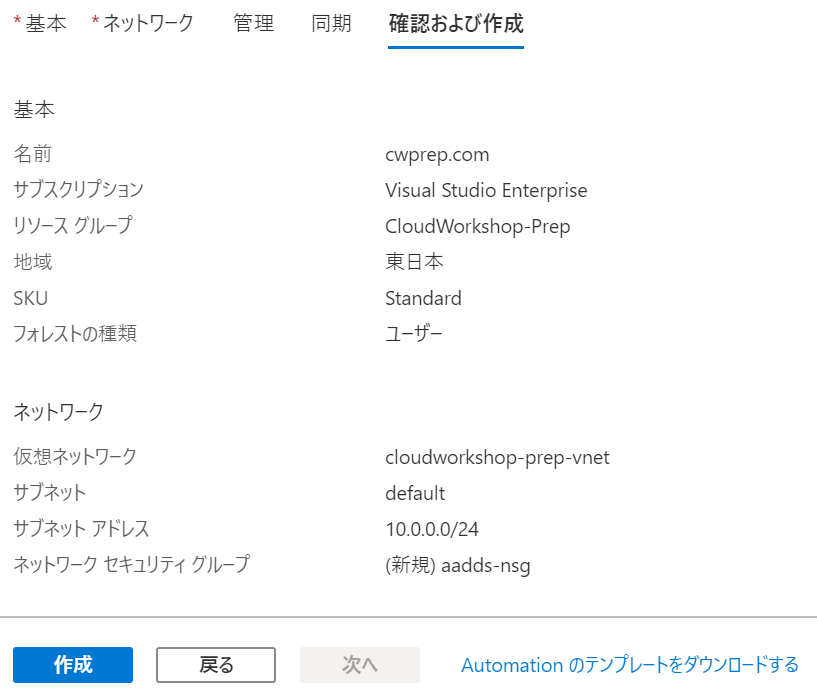 *基本 *ネットワーク 管理 同期 確認および作成
基本
名前 cwprep.com
サブスクリプション Visual Studio Enterprise
リソース グループ CloudWorkshop-Prep
地域 東日本
SKU Standard
フォレストの種類 ユーザー
ネットワーク
仮想ネットワーク cloudworkshop-prep-vnet
サブネット default
サブネット アドレス 10.0.0.0/24
ネットワーク セキュリティ グループ (新規) aadds-nsg
作成 戻る 次へ Automation のテンプレートをダウンロードする